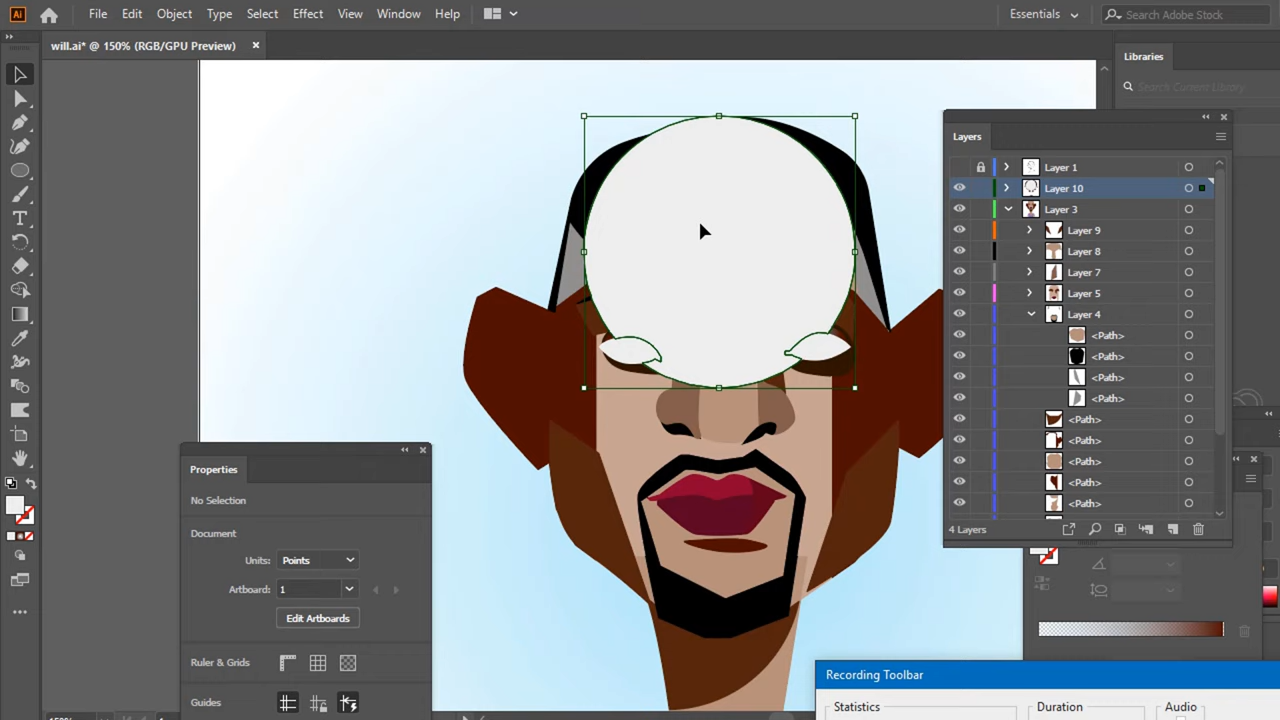 Ai File Edit Object Type Select Effect View Window Help Essentials Search Adobe Stock
will.ai* @ 150% (RGB/GPU Preview) ×
Libraries
Search Current Library
Layers
Layer 1
Layer 10
Layer 3
Layer 9
Layer 8
Layer 7
Layer 5
Layer 4
<Path>
<Path>
<Path>
<Path>
<Path>
<Path>
<Path>
<Path>
<Path>
4 Layers
Properties
No Selection
Document
Units: Points
Artboard: 1
Edit Artboards
Ruler & Grids
Guides
Recording Toolbar
Statistics Duration Audio